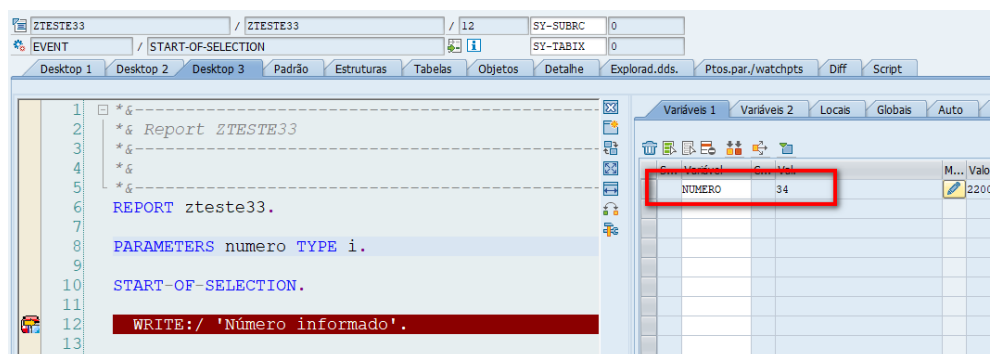 ZTESTE33 / ZTESTE33 / 12 SY-SUBRC 0
EVENT / START-OF-SELECTION SY-TABIX 0
Desktop 1 Desktop 2 Desktop 3 Padrão Estruturas Tabelas Objetos Detalhe Explorad.dds. Ptos.par./watchpts Diff Script
Variáveis 1 Variáveis 2 Locais Globais Auto
S... Variável C... Val. M... Valo
NUMERO 34 2200
1 *&---------------------------------------------------------------------
2 *& Report ZTESTE33
3 *&---------------------------------------------------------------------
4 *&
5 *&---------------------------------------------------------------------
6 REPORT zteste33.
7
8 PARAMETERS numero TYPE i.
9
10 START-OF-SELECTION.
11
12 WRITE:/ 'Número informado'.
13